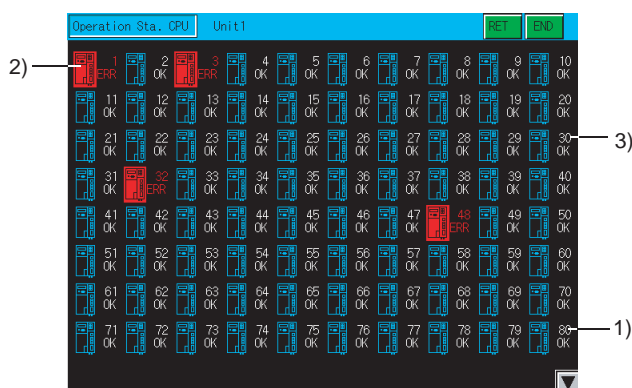 Operation Sta. CPU Unit1 RET END
1 2 3 4 5 6 7 8 9 10
ERR OK ERR OK OK OK OK OK OK OK
2)
11 12 13 14 15 16 17 18 19 20
OK OK OK OK OK OK OK OK OK OK
21 22 23 24 25 26 27 28 29 30
OK OK OK OK OK OK OK OK OK OK
3)
31 32 33 34 35 36 37 38 39 40
OK ERR OK OK OK OK OK OK OK OK
41 42 43 44 45 46 47 48 49 50
OK OK OK OK OK OK OK ERR OK OK
51 52 53 54 55 56 57 58 59 60
OK OK OK OK OK OK OK OK OK OK
61 62 63 64 65 66 67 68 69 70
OK OK OK OK OK OK OK OK OK OK
71 72 73 74 75 76 77 78 79 80
OK OK OK OK OK OK OK OK OK OK
1)